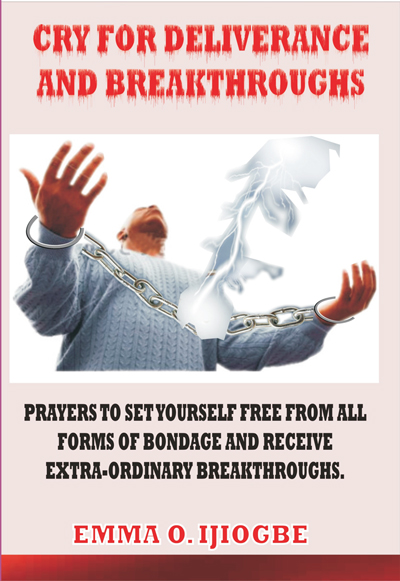 CRY FOR DELIVERANCE
AND BREAKTHROUGHS
PRAYERS TO SET YOURSELF FREE FROM ALL
FORMS OF BONDAGE AND RECEIVE
EXTRA-ORDINARY BREAKTHROUGHS.
EMMA O. IJIOGBE